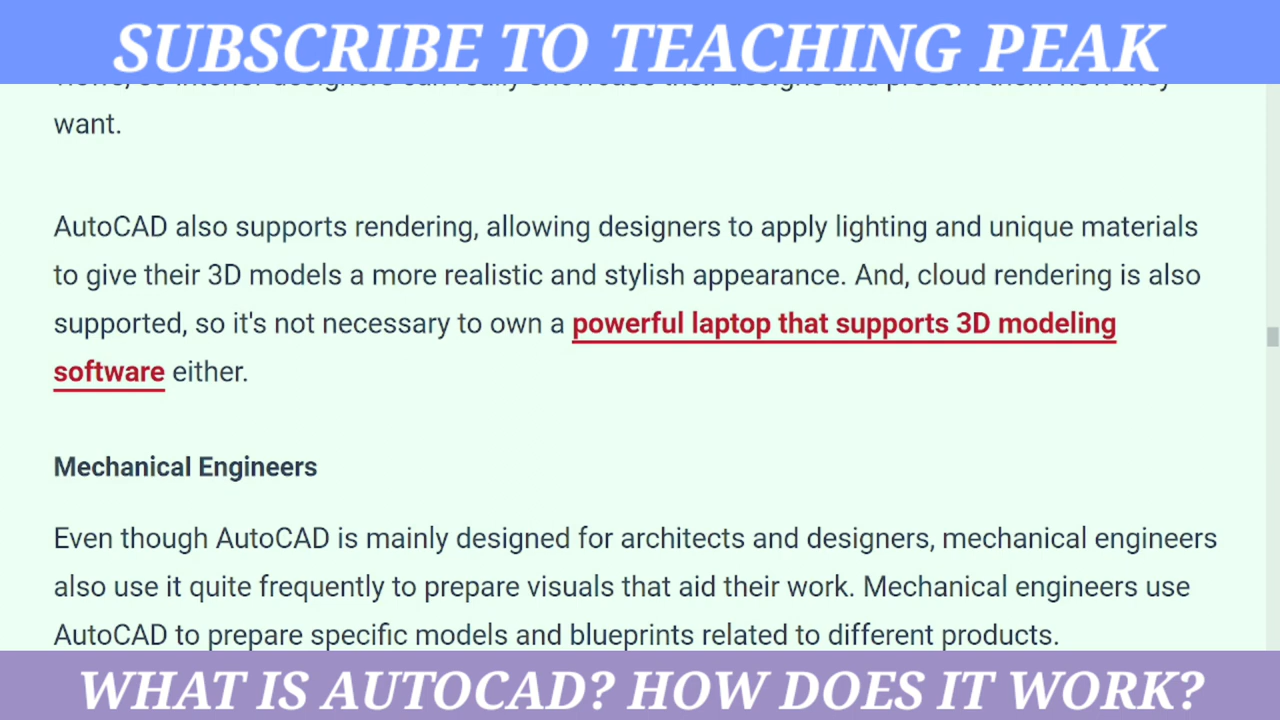 SUBSCRIBE TO TEACHING PEAK
want.
AutoCAD also supports rendering, allowing designers to apply lighting and unique materials
to give their 3D models a more realistic and stylish appearance. And, cloud rendering is also
supported, so it's not necessary to own a powerful laptop that supports 3D modeling
software either.
Mechanical Engineers
Even though AutoCAD is mainly designed for architects and designers, mechanical engineers
also use it quite frequently to prepare visuals that aid their work. Mechanical engineers use
AutoCAD to prepare specific models and blueprints related to different products.
WHAT IS AUTOCAD? HOW DOES IT WORK?